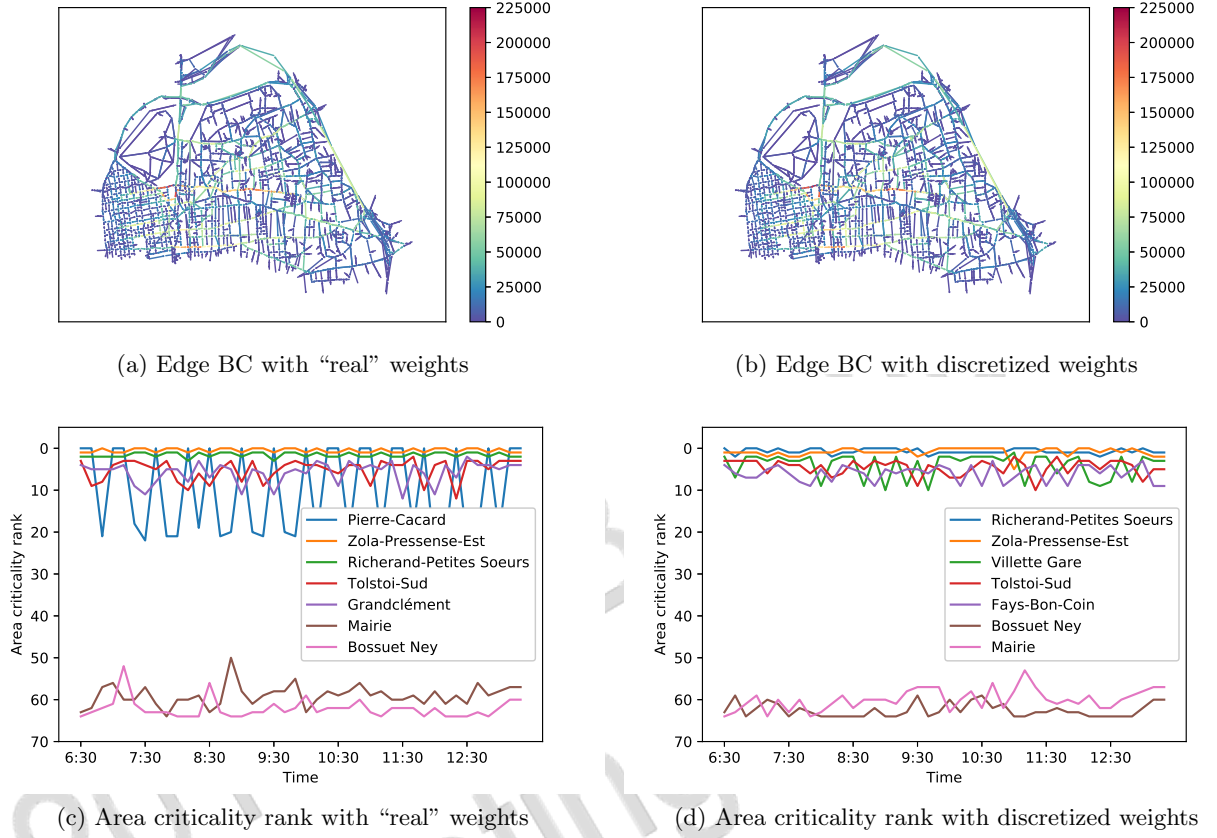 225000
200000
175000
150000
125000
100000
75000
50000
25000
0
225000
200000
175000
150000
125000
100000
75000
50000
25000
0
(a) Edge BC with “real” weights
(b) Edge BC with discretized weights
0
10
20
30
40
50
60
70
Area criticality rank
Pierre-Cacard
Zola-Pressense-Est
Richerand-Petites Soeurs
Tolstoi-Sud
Grandclément
Mairie
Bossuet Ney
6:30 7:30 8:30 9:30 10:30 11:30 12:30
Time
0
10
20
30
40
50
60
70
Area criticality rank
Richerand-Petites Soeurs
Zola-Pressense-Est
Villette Gare
Tolstoi-Sud
Fays-Bon-Coin
Bossuet Ney
Mairie
6:30 7:30 8:30 9:30 10:30 11:30 12:30
Time
(c) Area criticality rank with “real” weights
(d) Area criticality rank with discretized weights